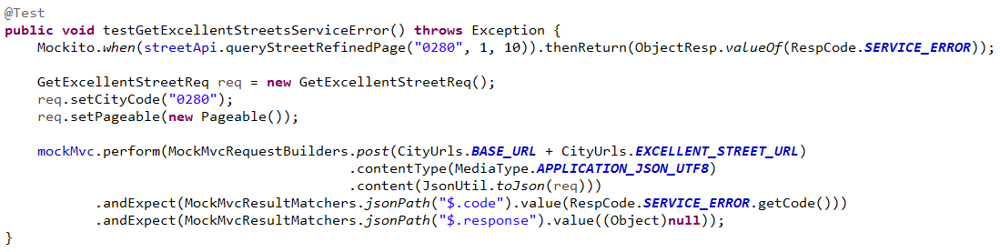 @Test
public void testGetExcellentStreetsServiceError() throws Exception {
    Mockito.when(streetApi.queryStreetRefinedPage("0280", 1, 10)).thenReturn(ObjectResp.valueOf(RespCode.SERVICE_ERROR));

    GetExcellentStreetReq req = new GetExcellentStreetReq();
    req.setCityCode("0280");
    req.setPageable(new Pageable());

    mockMvc.perform(MockMvcRequestBuilders.post(CityUrls.BASE_URL + CityUrls.EXCELLENT_STREET_URL)
                                        .contentType(MediaType.APPLICATION_JSON_UTF8)
                                        .content(JsonUtil.toJson(req)))
           .andExpect(MockMvcResultMatchers.jsonPath("$.code").value(RespCode.SERVICE_ERROR.getCode()))
           .andExpect(MockMvcResultMatchers.jsonPath("$.response").value((Object)null));
}